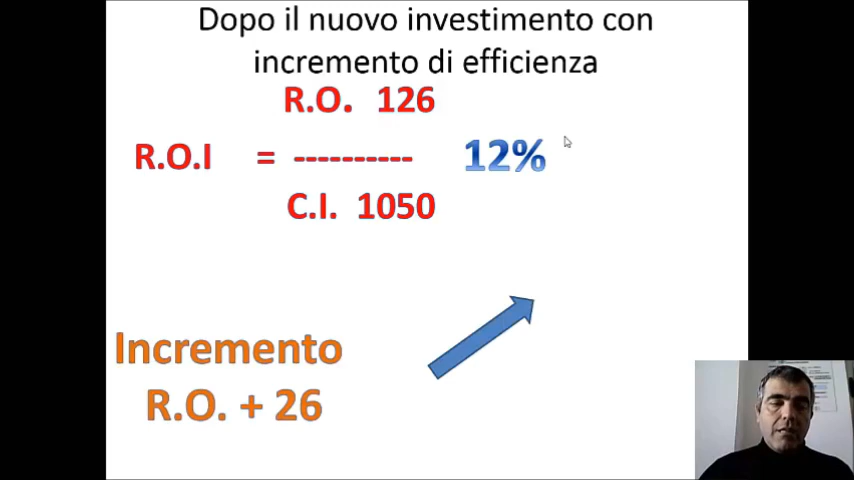 Dopo il nuovo investimento con
incremento di efficienza
R.O. 126
R.O.I = ---------- 12%
C.I. 1050
Incremento
R.O. + 26